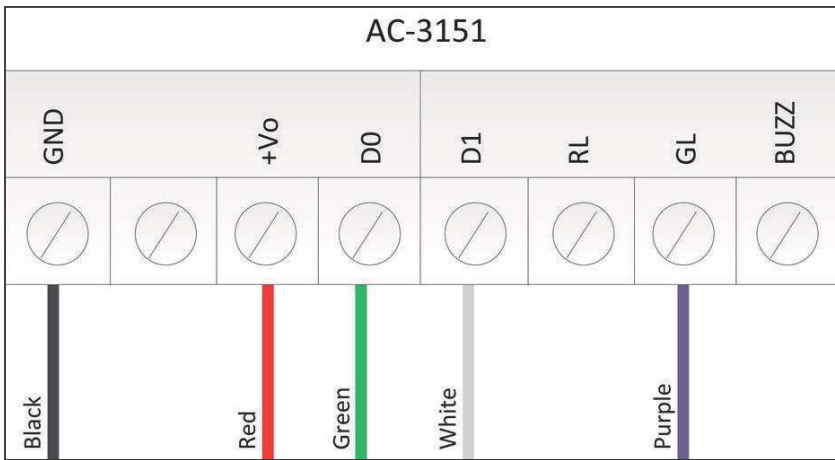 AC-3151
GND
+Vo
D0
D1
RL
GL
BUZZ
Black
Red
Green
White
Purple